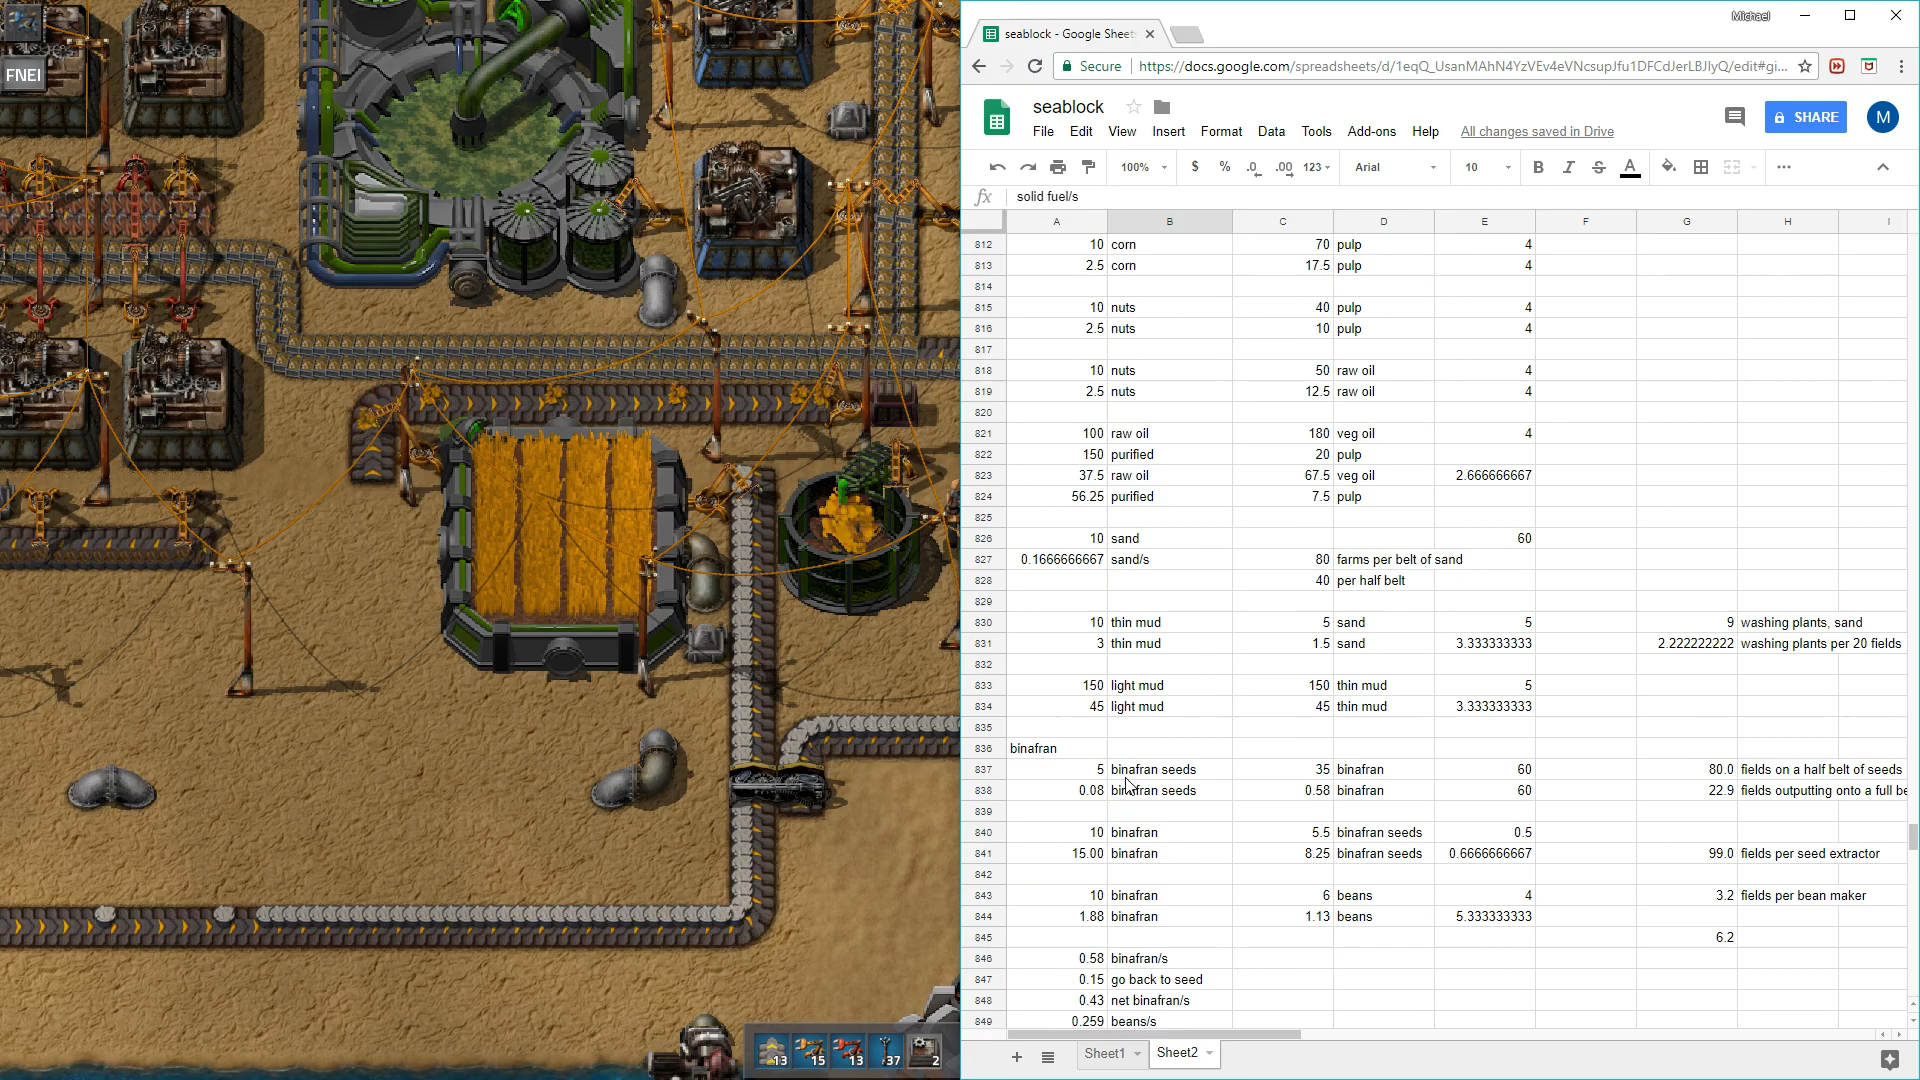 FNEI
13 15 13 37 2
Michael
seablock - Google Sheets
Secure https://docs.google.com/spreadsheets/d/1eqQ_UsanMAhN4YzVEv4eVNcsupJfu1DFCdJerLBJIyQ/edit#gi...
seablock
File Edit View Insert Format Data Tools Add-ons Help All changes saved in Drive
SHARE M
100% $ % .0 .00 123 Arial 10 B I S A
fx solid fuel/s
A B C D E F G H I
812 10 corn 70 pulp 4
813 2.5 corn 17.5 pulp 4
814
815 10 nuts 40 pulp 4
816 2.5 nuts 10 pulp 4
817
818 10 nuts 50 raw oil 4
819 2.5 nuts 12.5 raw oil 4
820
821 100 raw oil 180 veg oil 4
822 150 purified 20 pulp
823 37.5 raw oil 67.5 veg oil 2.666666667
824 56.25 purified 7.5 pulp
825
826 10 sand 60
827 0.1666666667 sand/s 80 farms per belt of sand
828 40 per half belt
829
830 10 thin mud 5 sand 5 9 washing plants, sand
831 3 thin mud 1.5 sand 3.333333333 2.222222222 washing plants per 20 fields
832
833 150 light mud 150 thin mud 5
834 45 light mud 45 thin mud 3.333333333
835
836 binafran
837 5 binafran seeds 35 binafran 60 80.0 fields on a half belt of seeds
838 0.08 binafran seeds 0.58 binafran 60 22.9 fields outputting onto a full be
839
840 10 binafran 5.5 binafran seeds 0.5
841 15.00 binafran 8.25 binafran seeds 0.6666666667 99.0 fields per seed extractor
842
843 10 binafran 6 beans 4 3.2 fields per bean maker
844 1.88 binafran 1.13 beans 5.333333333
845 6.2
846 0.58 binafran/s
847 0.15 go back to seed
848 0.43 net binafran/s
849 0.259 beans/s
Sheet1 Sheet2